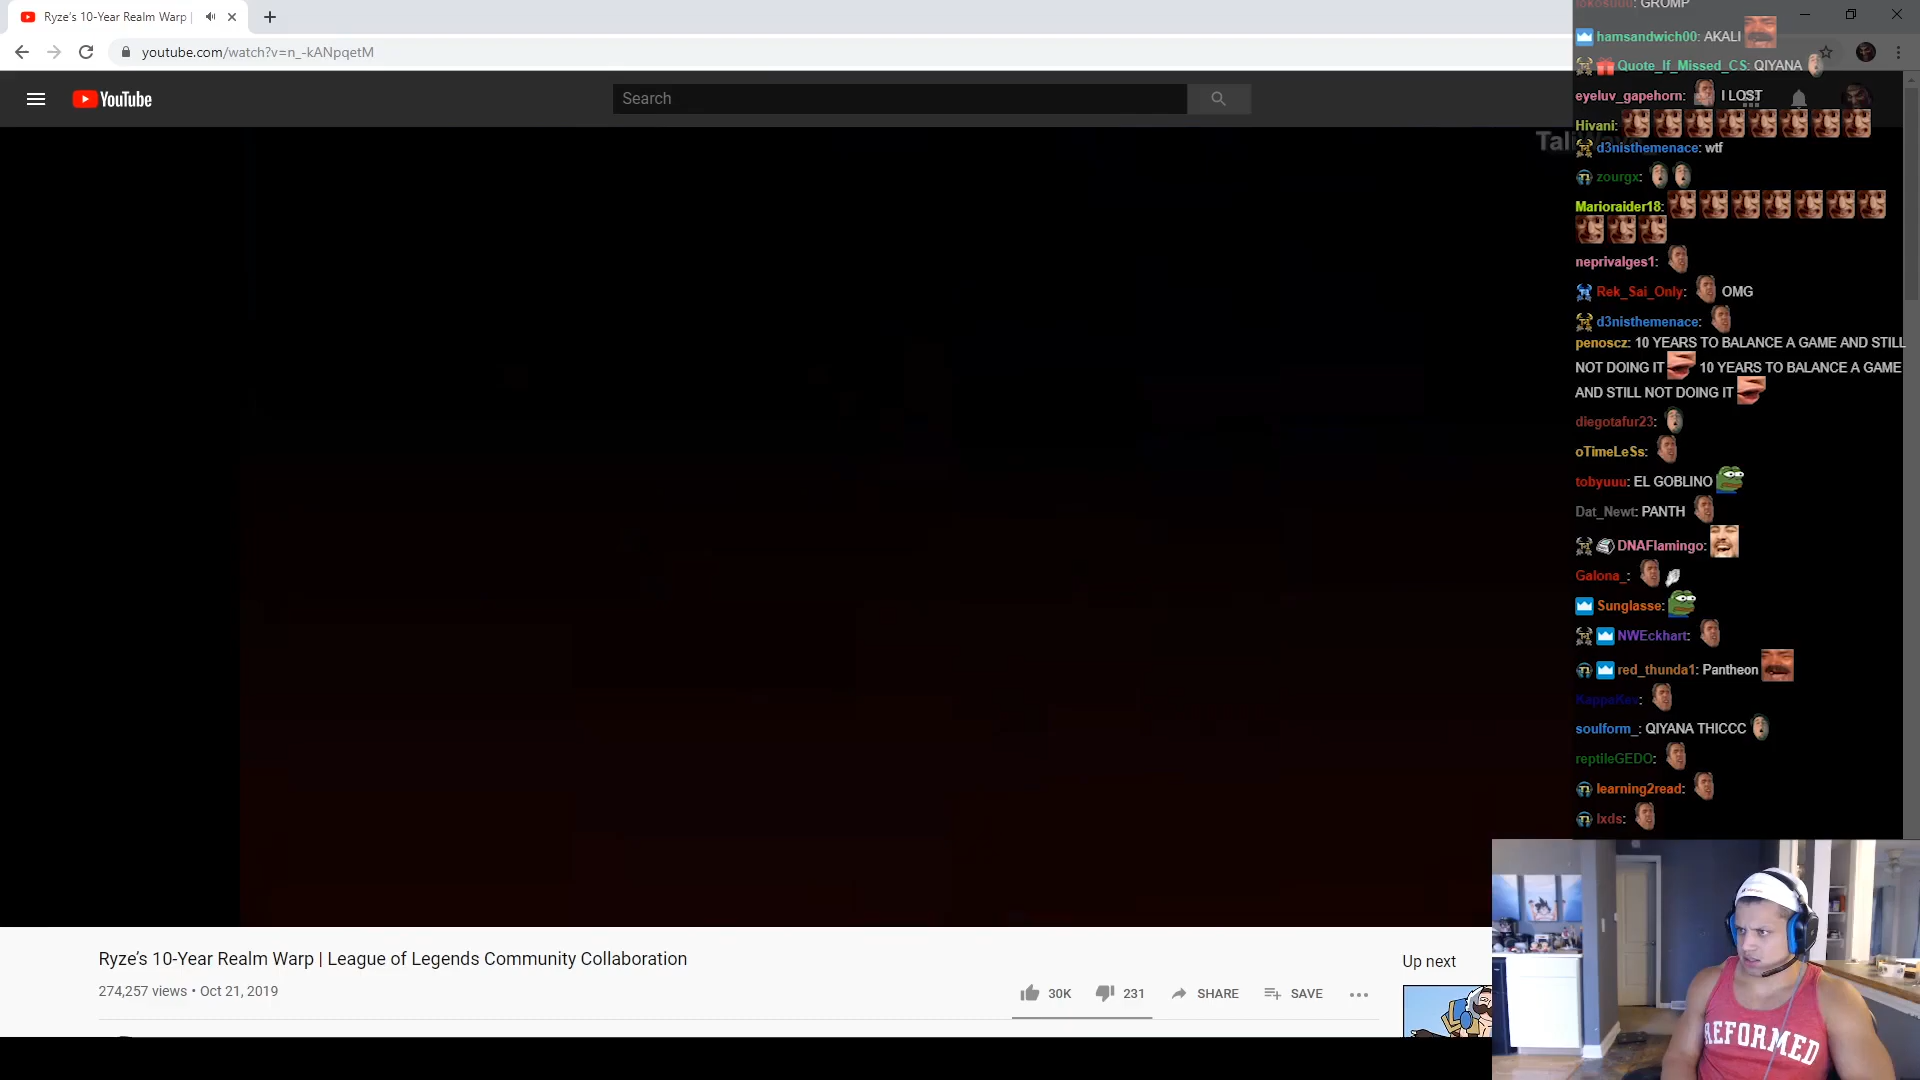 Ryze's 10-Year Realm Warp |
youtube.com/watch?v=n_-kANpqetM
YouTube
Search
GROMP
hamsandwich00: AKALI
Quote_If_Missed_CS: QIYANA
eyeluv_gapehorn: I LOST
Hivani:
d3nisthemenace: wtf
zourgx:
Marioraider18:
neprivalges1:
Rek_Sai_Only: OMG
d3nisthemenace:
penoscz: 10 YEARS TO BALANCE A GAME AND STILL
NOT DOING IT 10 YEARS TO BALANCE A GAME
AND STILL NOT DOING IT
diegotafur23:
oTimeLeSs:
tobyuuu: EL GOBLINO
Dat_Newt: PANTH
DNAFlamingo:
Galona_:
Sunglasse:
NWEckhart:
red_thunda1: Pantheon
KappeKev:
soulform_: QIYANA THICCC
reptileGEDO:
learning2read:
lxds:
Ryze's 10-Year Realm Warp | League of Legends Community Collaboration
274,257 views • Oct 21, 2019
30K
231
SHARE
SAVE
Up next
REFORMED